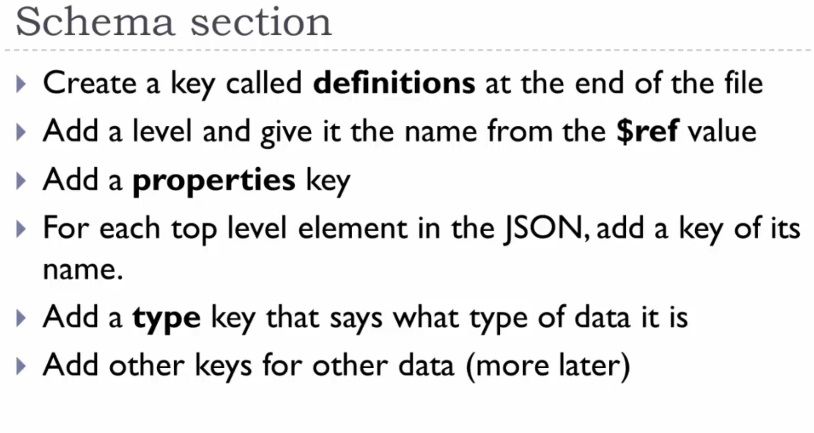 Schema section
Create a key called definitions at the end of the file
Add a level and give it the name from the $ref value
Add a properties key
For each top level element in the JSON, add a key of its
name.
Add a type key that says what type of data it is
Add other keys for other data (more later)